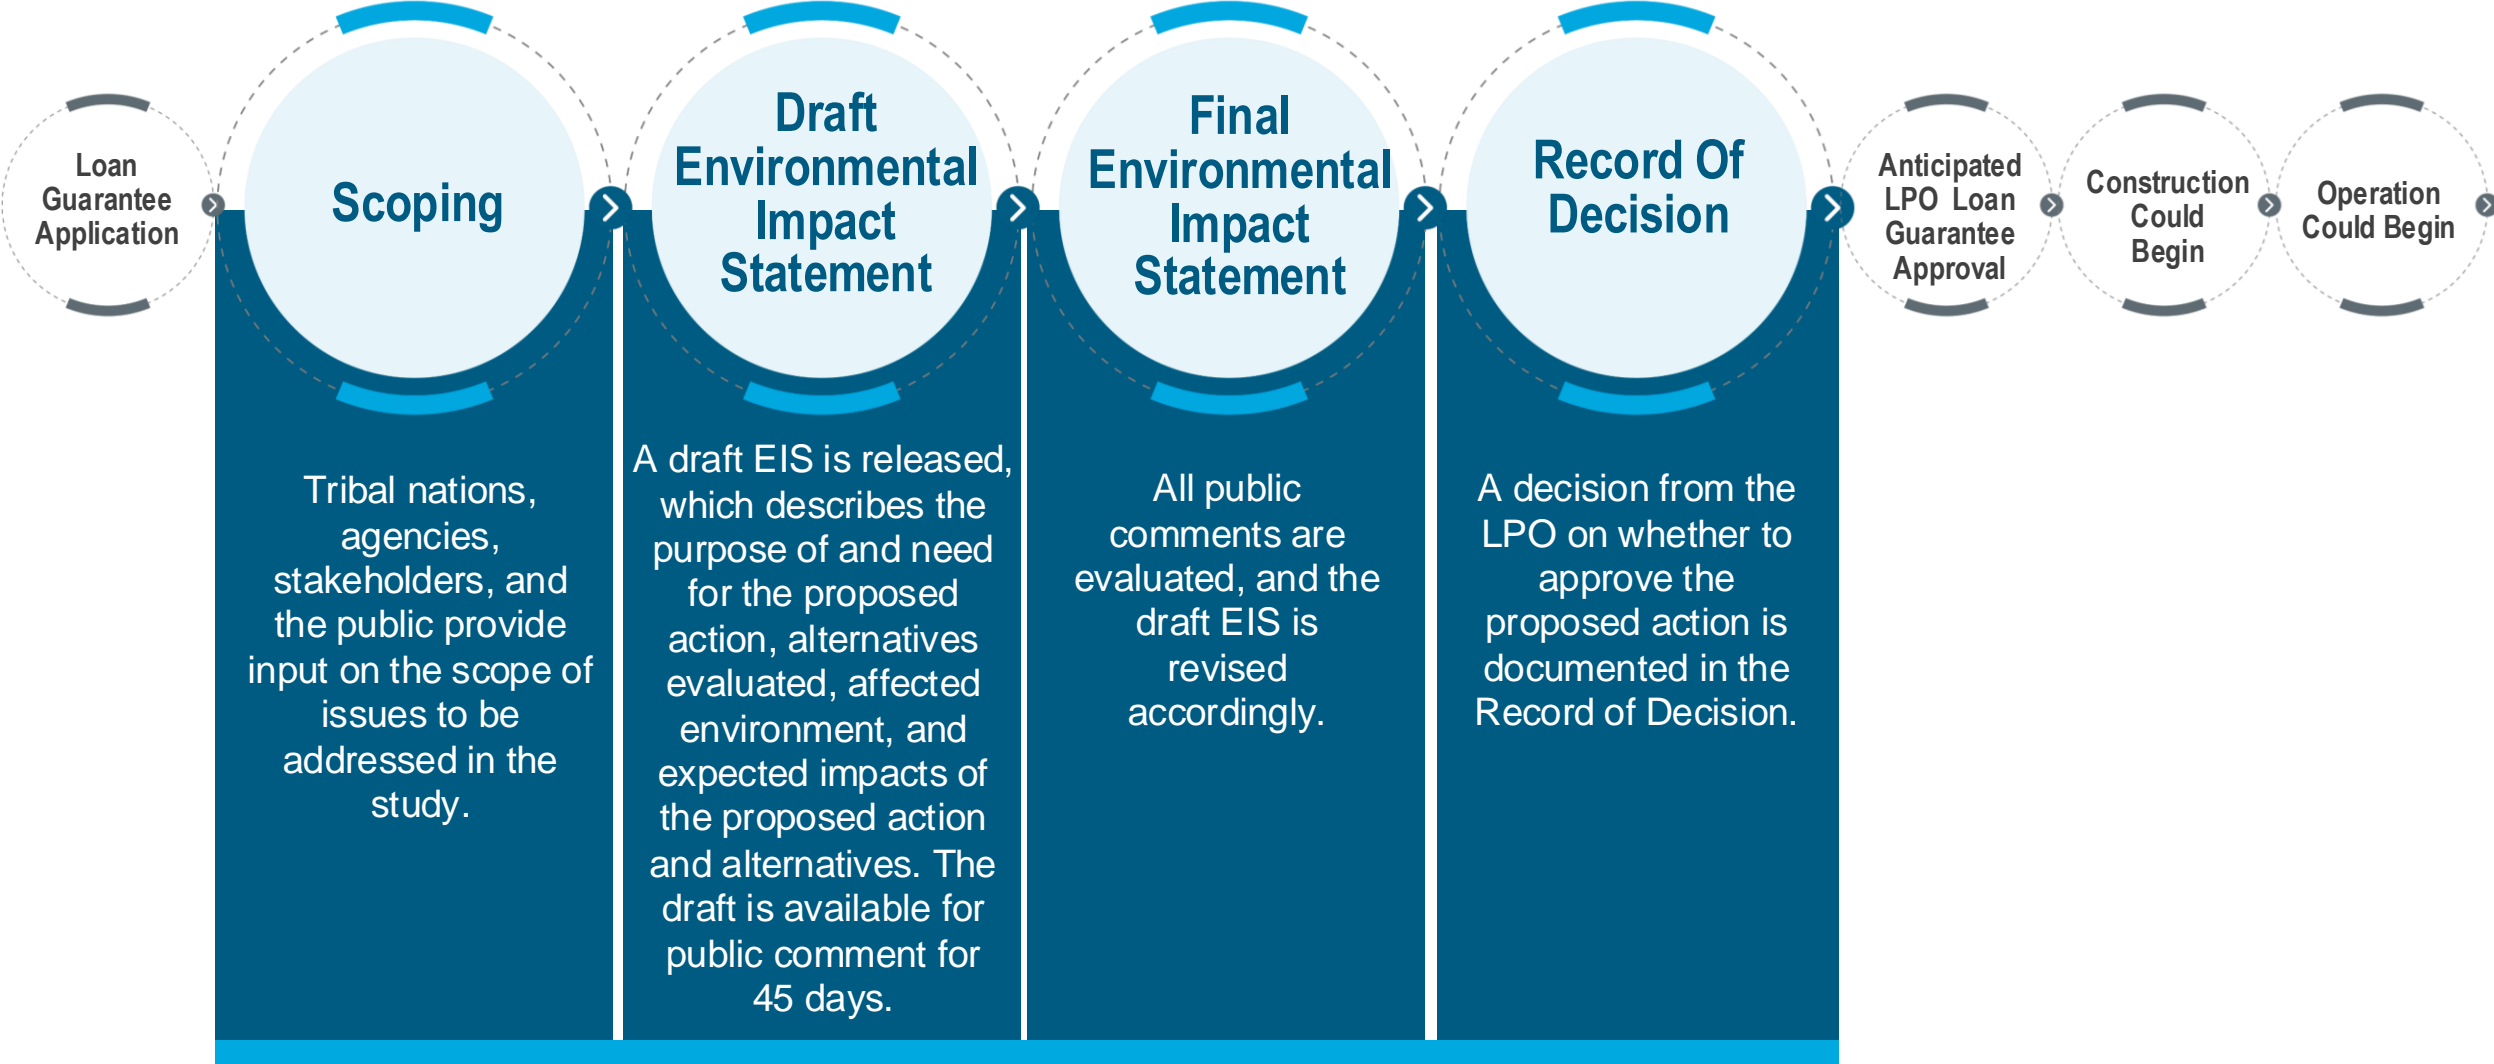 Loan
Guarantee
Application
Scoping
Tribal nations,
agencies,
stakeholders, and
the public provide
input on the scope of
issues to be
addressed in the
study.
Draft
Environmental
Impact
Statement
A draft EIS is released,
which describes the
purpose of and need
for the proposed
action, alternatives
evaluated, affected
environment, and
expected impacts of
the proposed action
and alternatives. The
draft is available for
public comment for
45 days.
Final
Environmental
Impact
Statement
All public
comments are
evaluated, and the
draft EIS is
revised
accordingly.
Record Of
Decision
A decision from the
LPO on whether to
approve the
proposed action is
documented in the
Record of Decision.
Anticipated
LPO Loan
Guarantee
Approval
Construction
Could
Begin
Operation
Could Begin